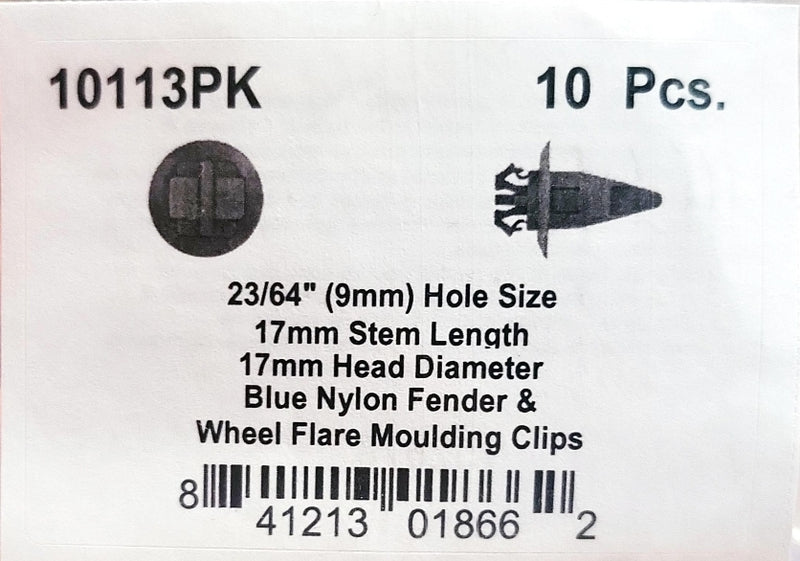 10113PK 10 Pcs.
23/64" (9mm) Hole Size
17mm Stem Length
17mm Head Diameter
Blue Nylon Fender &
Wheel Flare Moulding Clips
8 41213 01866 2